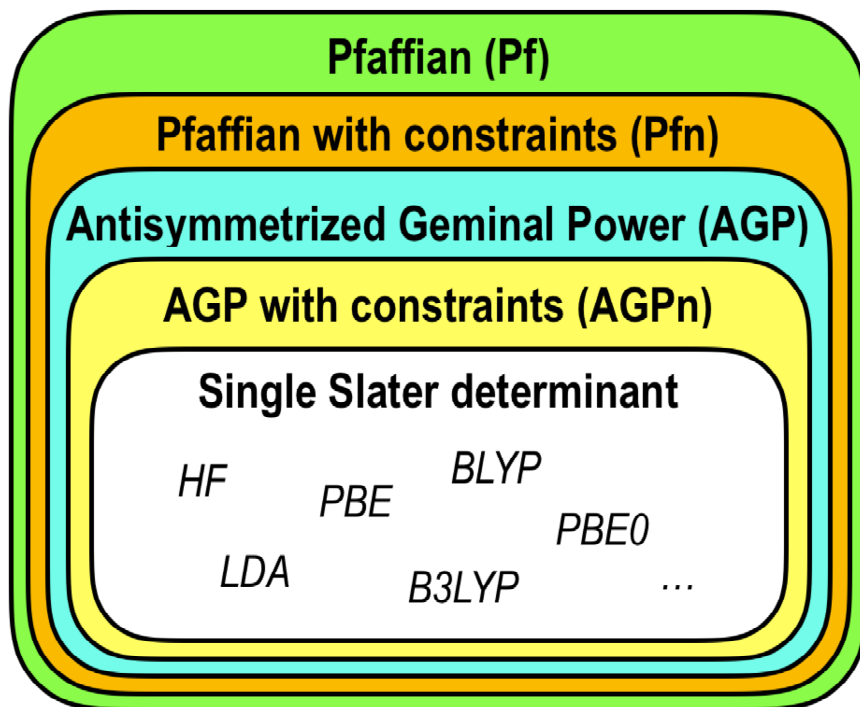 Pfaffian (Pf)
Pfaffian with constraints (Pfn)
Antisymmetrized Geminal Power (AGP)
AGP with constraints (AGPn)
Single Slater determinant
HF
PBE
BLYP
PBE0
LDA
B3LYP
...